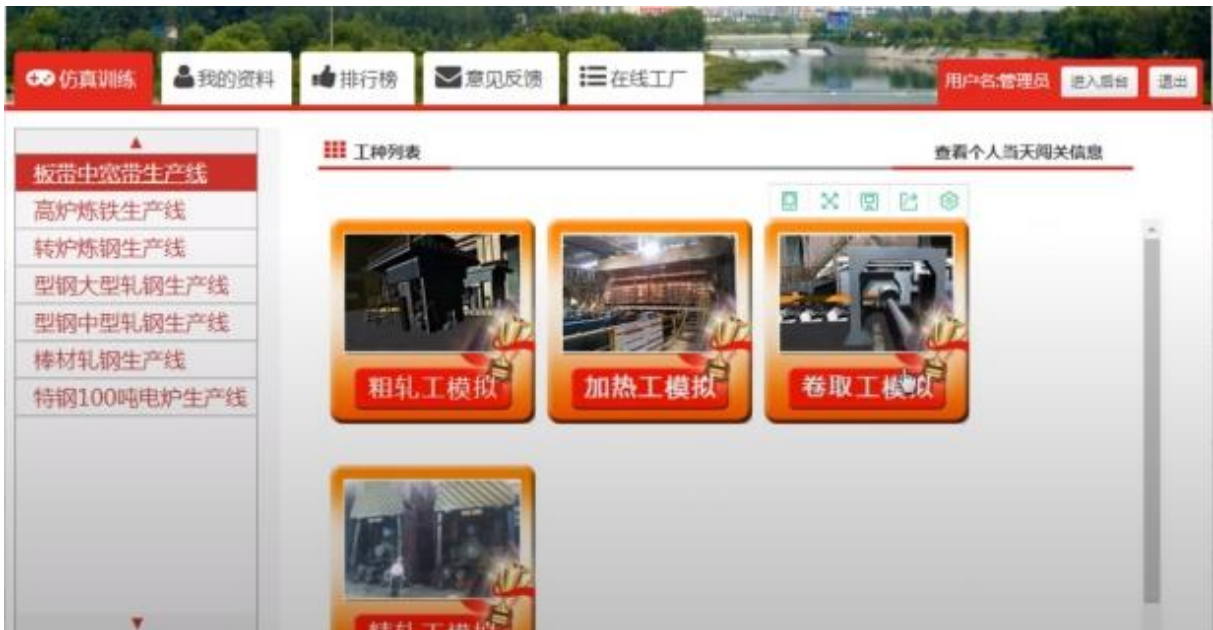 仿真训练
我的资料
排行榜
意见反馈
在线工厂
用户名:管理员
进入后台
退出
板带中宽带生产线
高炉炼铁生产线
转炉炼钢生产线
型钢大型轧钢生产线
型钢中型轧钢生产线
棒材轧钢生产线
特钢100吨电炉生产线
工种列表
查看个人当天闯关信息
粗轧工模拟
加热工模拟
卷取工模拟
精轧工模拟